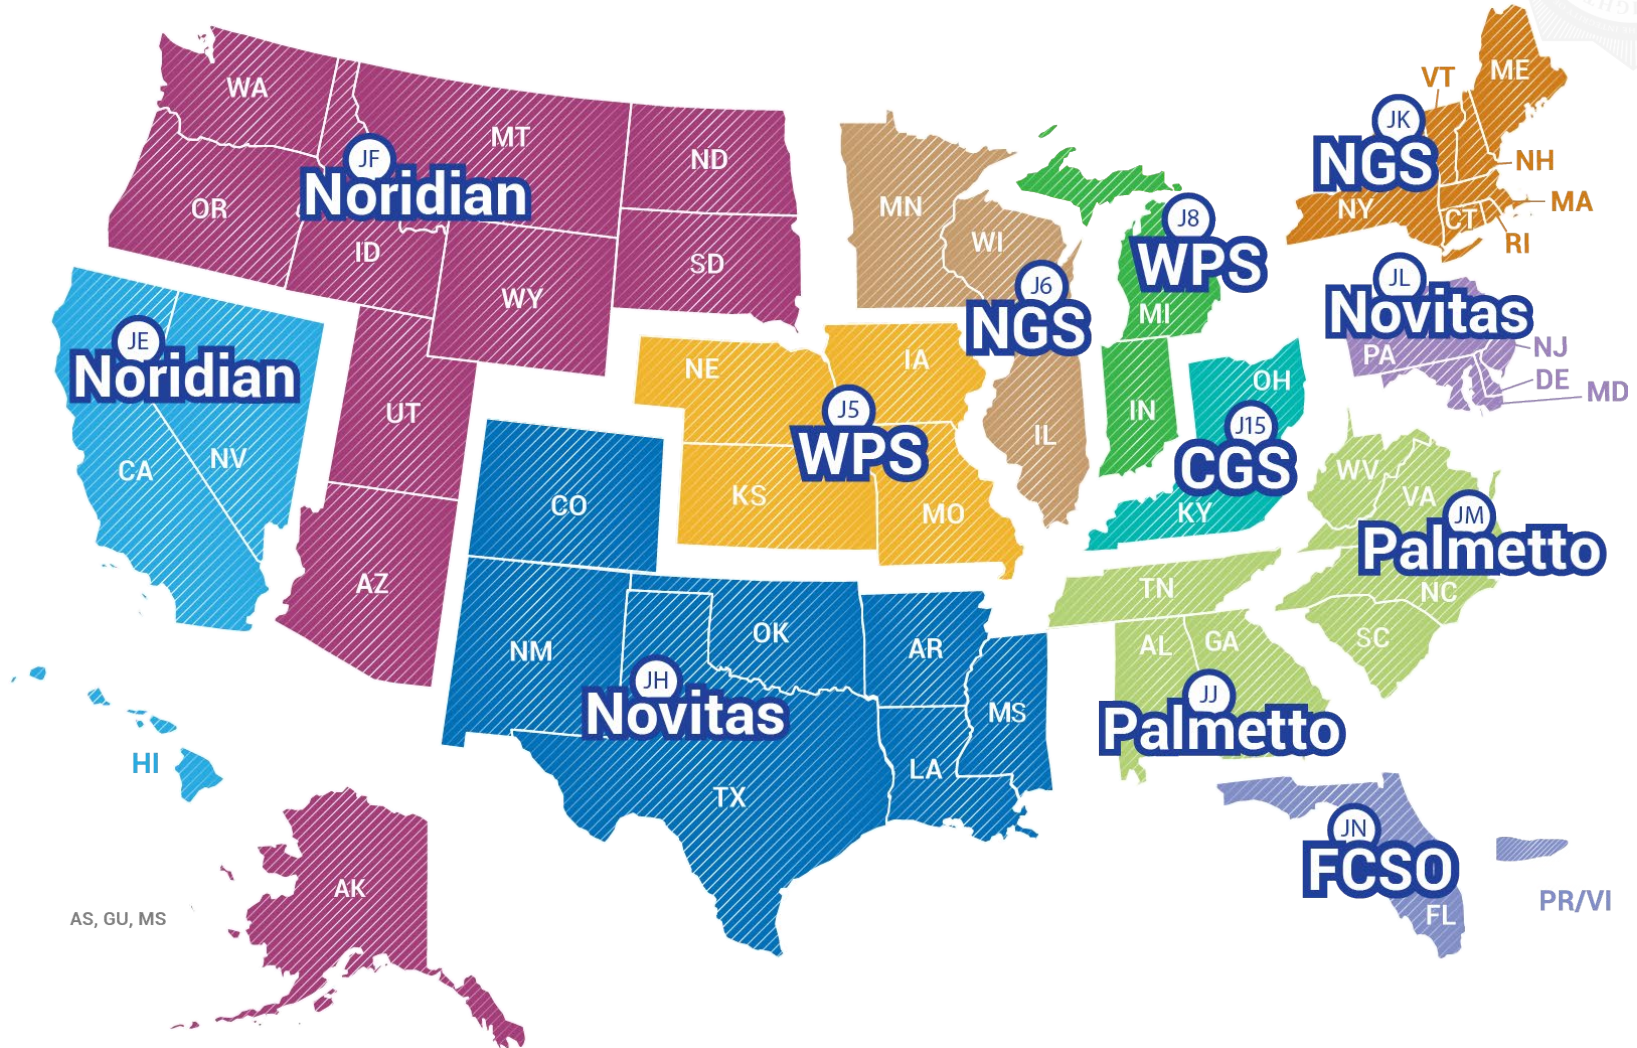 WA
MT
ND
OR
JF
Noridian
ID
SD
WY
MN
WI
J8
WPS
MI
J6
NGS
ME
VT
JK
NGS
NH
MA
NY
CT
RI
JL
Novitas
PA
NJ
DE
MD
JE
Noridian
CA
NV
UT
AZ
NE
IA
J5
WPS
KS
MO
IL
IN
OH
J15
CGS
KY
WV
VA
JM
Palmetto
NC
SC
TN
AL
GA
JJ
Palmetto
CO
NM
OK
AR
JH
Novitas
MS
LA
TX
HI
AK
AS, GU, MS
JN
FCSO
FL
PR/VI